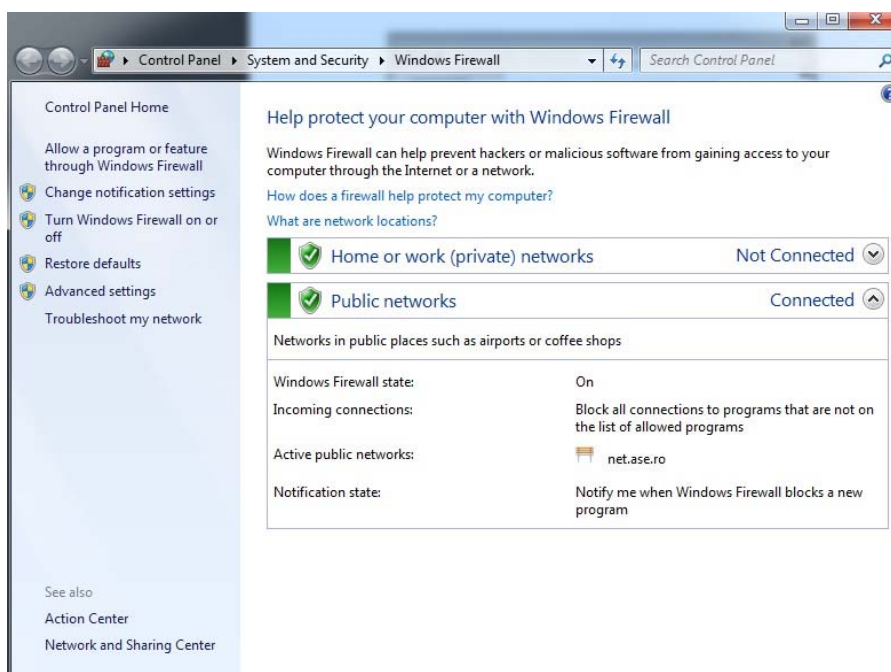 Control Panel ▸ System and Security ▸ Windows Firewall
Search Control Panel
Control Panel Home
Allow a program or feature
through Windows Firewall
Change notification settings
Turn Windows Firewall on or
off
Restore defaults
Advanced settings
Troubleshoot my network
See also
Action Center
Network and Sharing Center
Help protect your computer with Windows Firewall
Windows Firewall can help prevent hackers or malicious software from gaining access to your
computer through the Internet or a network.
How does a firewall help protect my computer?
What are network locations?
Home or work (private) networks Not Connected
Public networks Connected
Networks in public places such as airports or coffee shops
Windows Firewall state: On
Incoming connections: Block all connections to programs that are not on
the list of allowed programs
Active public networks: net.ase.ro
Notification state: Notify me when Windows Firewall blocks a new
program